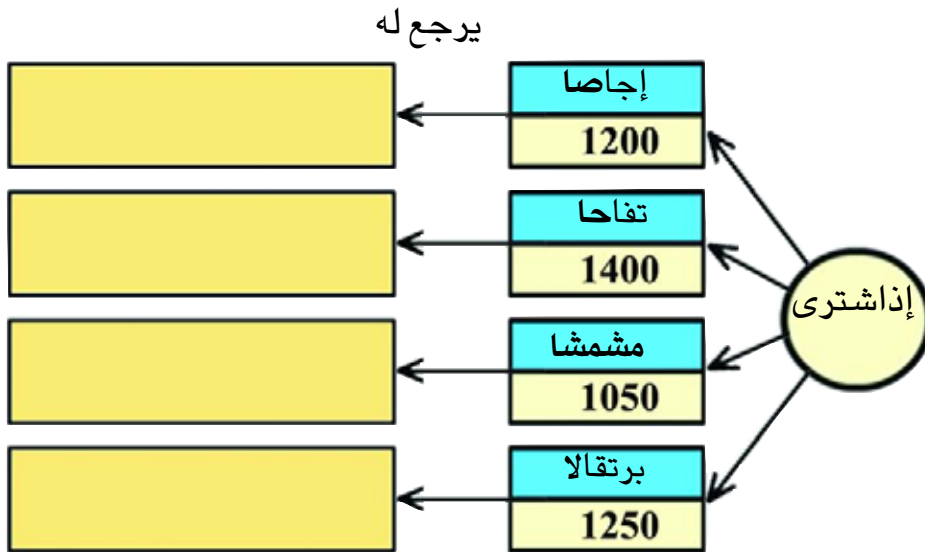 يرجع له
إذاشترى
إجاصا
1200
تفاحا
1400
مشمشا
1050
برتقالا
1250